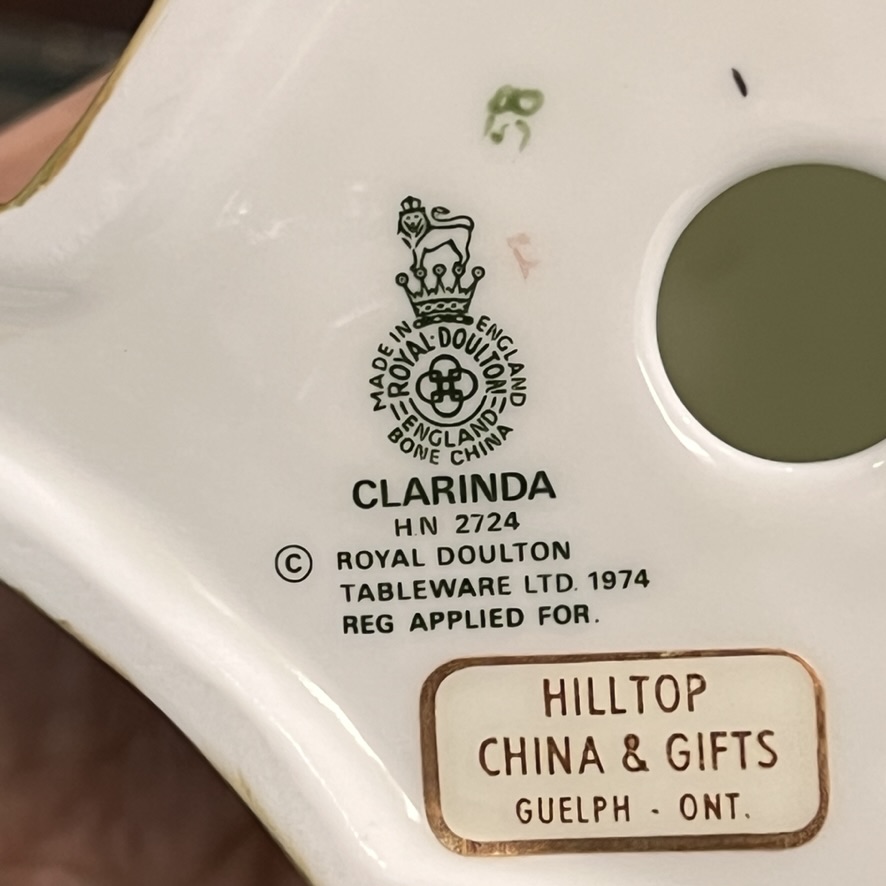 MADE IN ENGLAND
ROYAL·DOULTON
ENGLAND
BONE CHINA
CLARINDA
H.N 2724
© ROYAL DOULTON
TABLEWARE LTD. 1974
REG APPLIED FOR.
HILLTOP
CHINA & GIFTS
GUELPH - ONT.